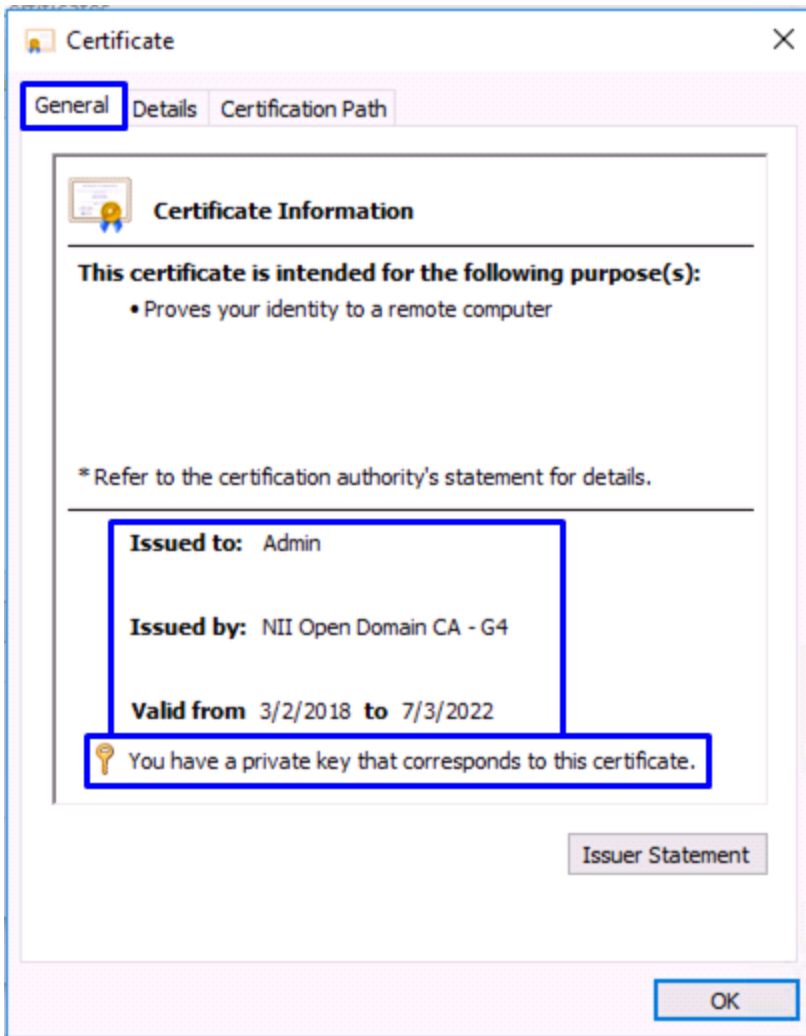 Certificate
General Details Certification Path
Certificate Information
This certificate is intended for the following purpose(s):
• Proves your identity to a remote computer
* Refer to the certification authority's statement for details.
Issued to: Admin
Issued by: NII Open Domain CA - G4
Valid from 3/2/2018 to 7/3/2022
You have a private key that corresponds to this certificate.
Issuer Statement
OK